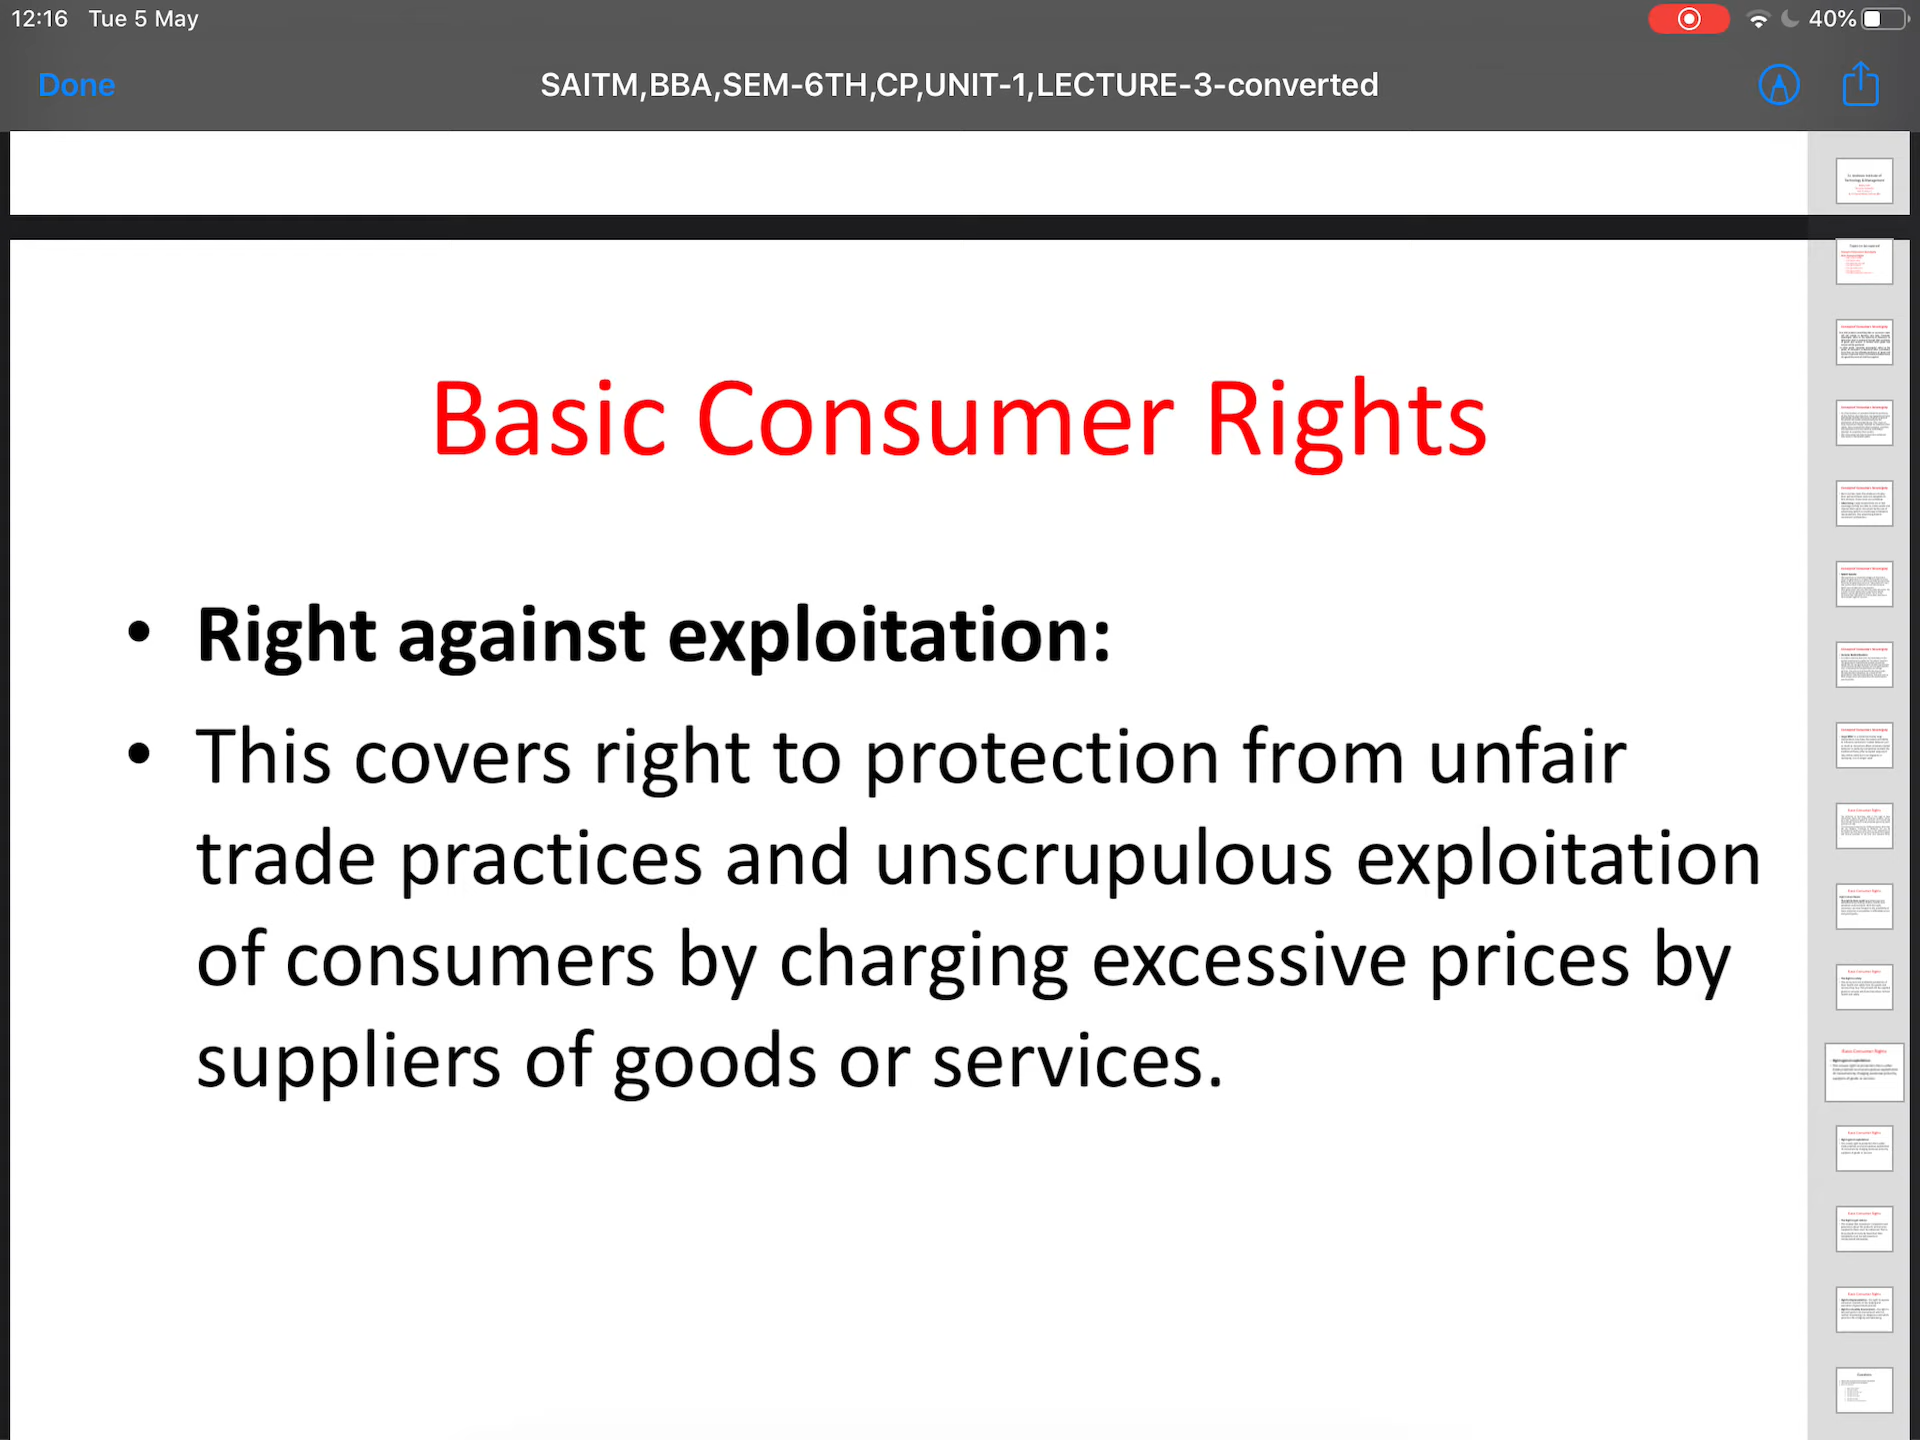 12:16 Tue 5 May
40%
Done
SAITM,BBA,SEM-6TH,CP,UNIT-1,LECTURE-3-converted
Basic Consumer Rights
• Right against exploitation:
• This covers right to protection from unfair
trade practices and unscrupulous exploitation
of consumers by charging excessive prices by
suppliers of goods or services.